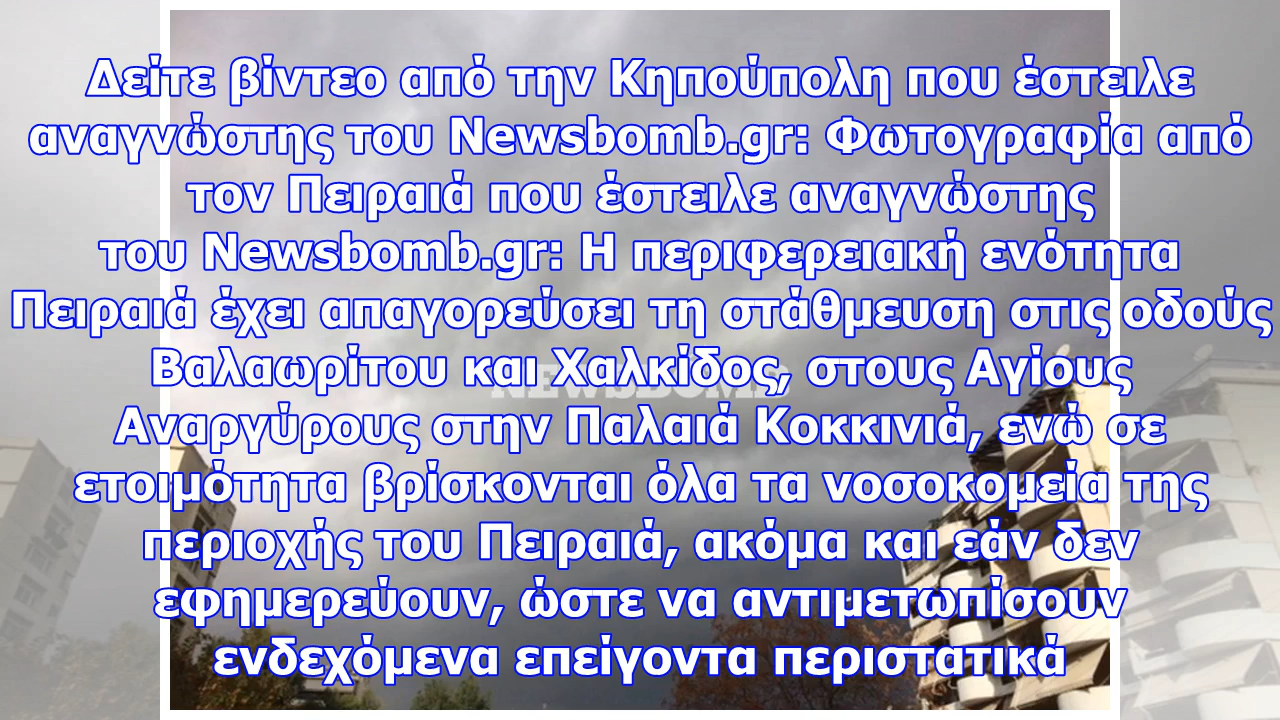 Δείτε βίντεο από την Κηπούπολη που έστειλε
αναγνώστης του Newsbomb.gr: Φωτογραφία από
τον Πειραιά που έστειλε αναγνώστης
του Newsbomb.gr: Η περιφερειακή ενότητα
Πειραιά έχει απαγορεύσει τη στάθμευση στις οδούς
Βαλαωρίτου και Χαλκίδος, στους Αγίους
NEWSBOMB
Αναργύρους στην Παλαιά Κοκκινιά, ενώ σε
ετοιμότητα βρίσκονται όλα τα νοσοκομεία της
περιοχής του Πειραιά, ακόμα και εάν δεν
εφημερεύουν, ώστε να αντιμετωπίσουν
ενδεχόμενα επείγοντα περιστατικά